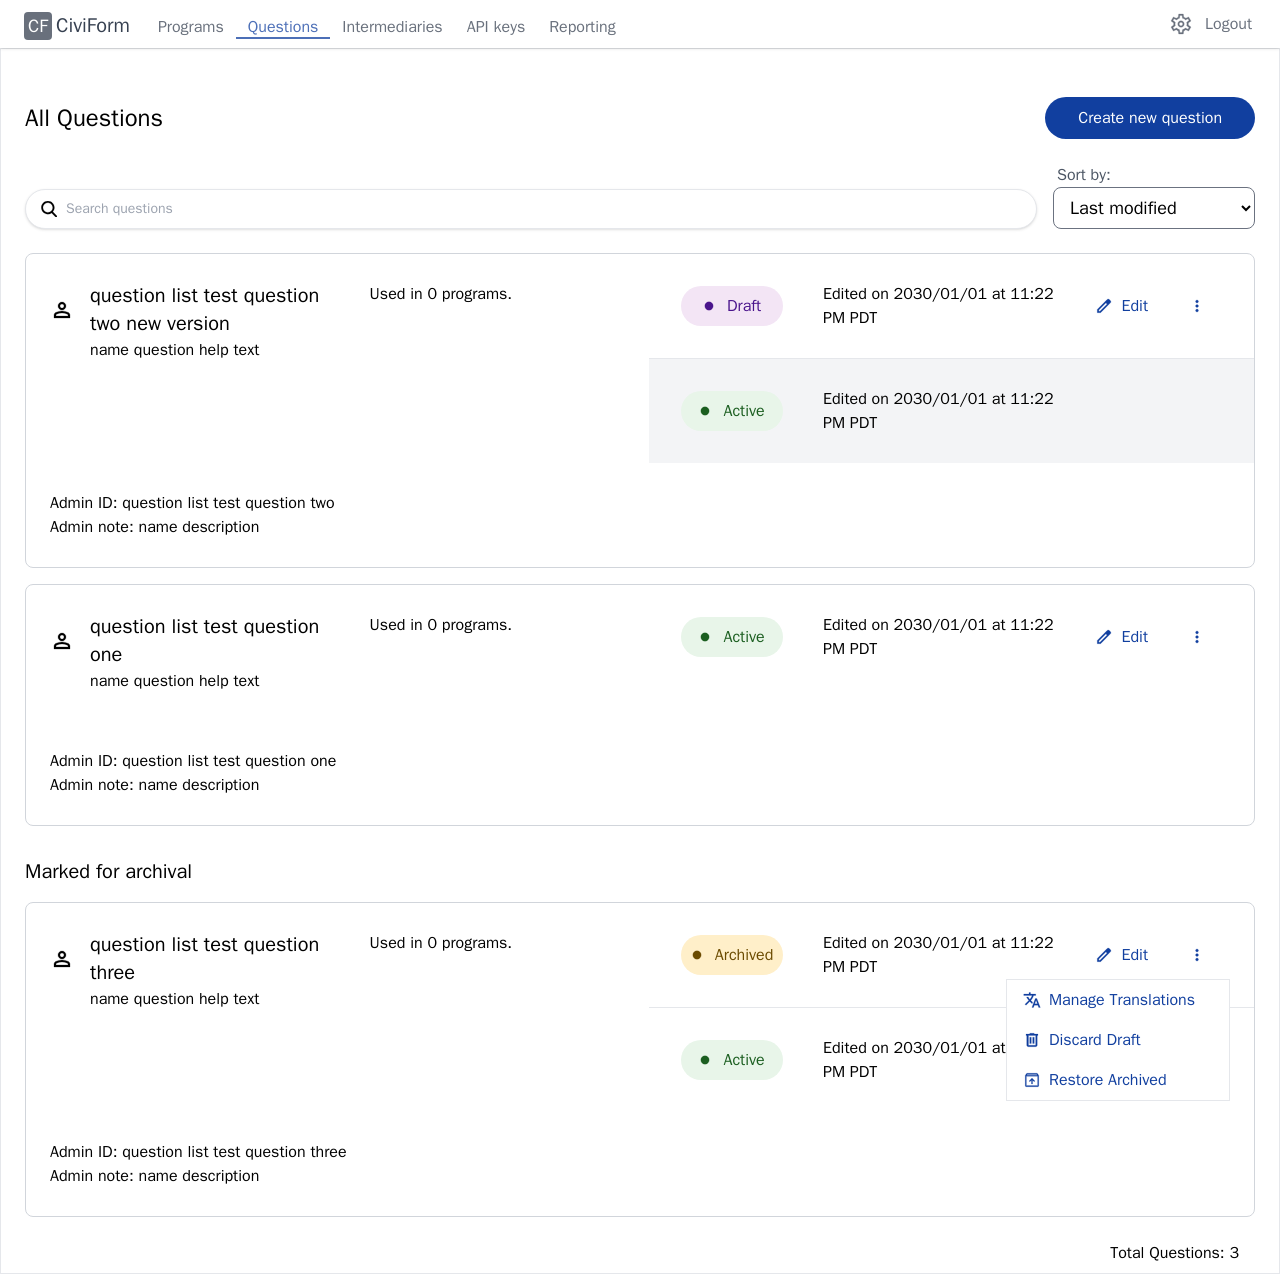 CF CiviForm Programs Questions Intermediaries API keys Reporting Logout
All Questions
Create new question
Sort by:
Search questions
Last modified
question list test question
two new version
name question help text
Used in 0 programs.
Draft
Edited on 2030/01/01 at 11:22
PM PDT
Edit
Active
Edited on 2030/01/01 at 11:22
PM PDT
Admin ID: question list test question two
Admin note: name description
question list test question
one
name question help text
Used in 0 programs.
Active
Edited on 2030/01/01 at 11:22
PM PDT
Edit
Admin ID: question list test question one
Admin note: name description
Marked for archival
question list test question
three
name question help text
Used in 0 programs.
Archived
Edited on 2030/01/01 at 11:22
PM PDT
Edit
Manage Translations
Discard Draft
Restore Archived
Active
Edited on 2030/01/01 at
PM PDT
Admin ID: question list test question three
Admin note: name description
Total Questions: 3